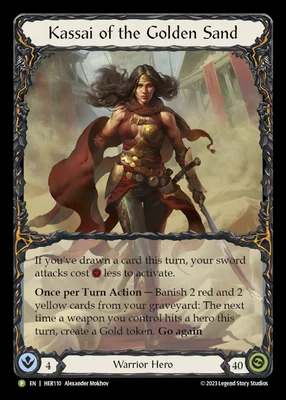 Kassai of the Golden Sand
If you've drawn a card this turn, your sword
attacks cost less to activate.
Once per Turn Action — Banish 2 red and 2
yellow cards from your graveyard: The next
time a weapon you control hits a hero this
turn, create a Gold token. Go again
4 Warrior Hero 40
P EN | HER110 Alexander Mokhov ©2023 Legend Story Studios